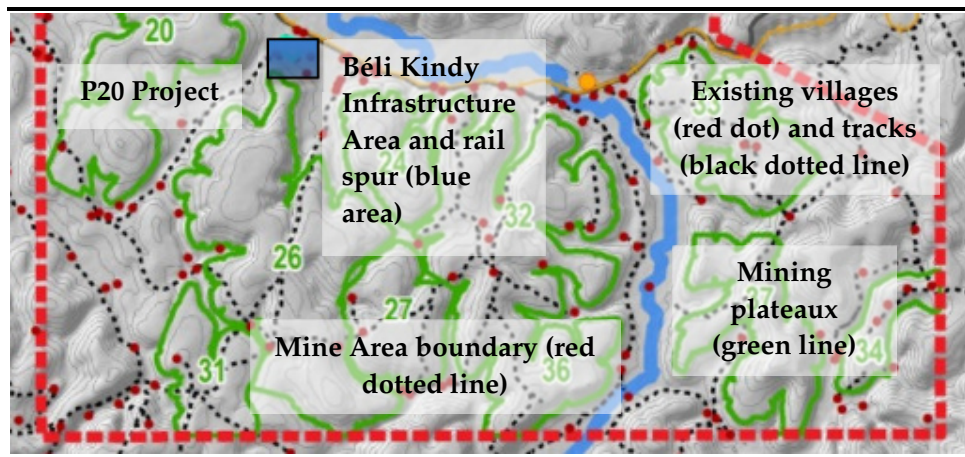 20
P20 Project
Béli Kindy
Infrastructure
Area and rail
spur (blue
area)
Existing villages
(red dot) and tracks
(black dotted line)
24
32
26
27
Mining
plateaux
(green line)
37
34
31
Mine Area boundary (red
dotted line)
36